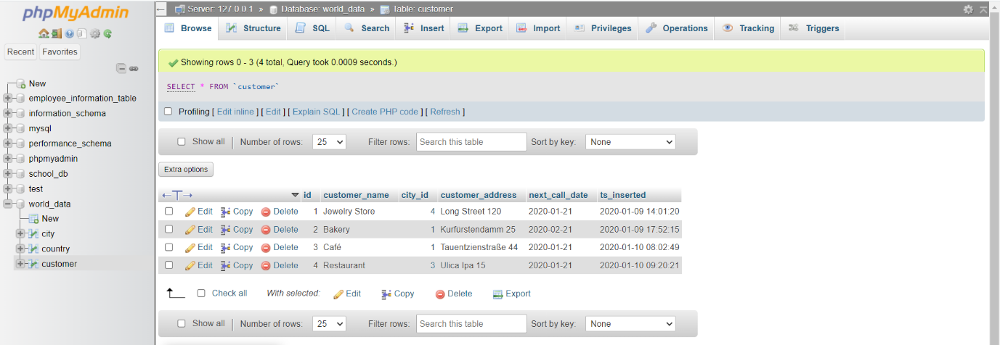 phpMyAdmin
Recent Favorites
New
employee_information_table
information_schema
mysql
performance_schema
phpmyadmin
school_db
test
world_data
New
city
country
customer
Server: 127.0.0.1 » Database: world_data » Table: customer
Browse Structure SQL Search Insert Export Import Privileges Operations Tracking Triggers
Showing rows 0 - 3 (4 total, Query took 0.0009 seconds.)
SELECT * FROM `customer`
Profiling [ Edit inline ] [ Edit ] [ Explain SQL ] [ Create PHP code ] [ Refresh ]
Show all | Number of rows: 25 Filter rows: Search this table Sort by key: None
Extra options
←T→ id customer_name city_id customer_address next_call_date ts_inserted
Edit Copy Delete 1 Jewelry Store 4 Long Street 120 2020-01-21 2020-01-09 14:01:20
Edit Copy Delete 2 Bakery 1 Kurfürstendamm 25 2020-02-21 2020-01-09 17:52:15
Edit Copy Delete 3 Café 1 Tauentzienstraße 44 2020-01-21 2020-01-10 08:02:49
Edit Copy Delete 4 Restaurant 3 Ulica Ipa 15 2020-01-21 2020-01-10 09:20:21
Check all With selected: Edit Copy Delete Export
Show all | Number of rows: 25 Filter rows: Search this table Sort by key: None